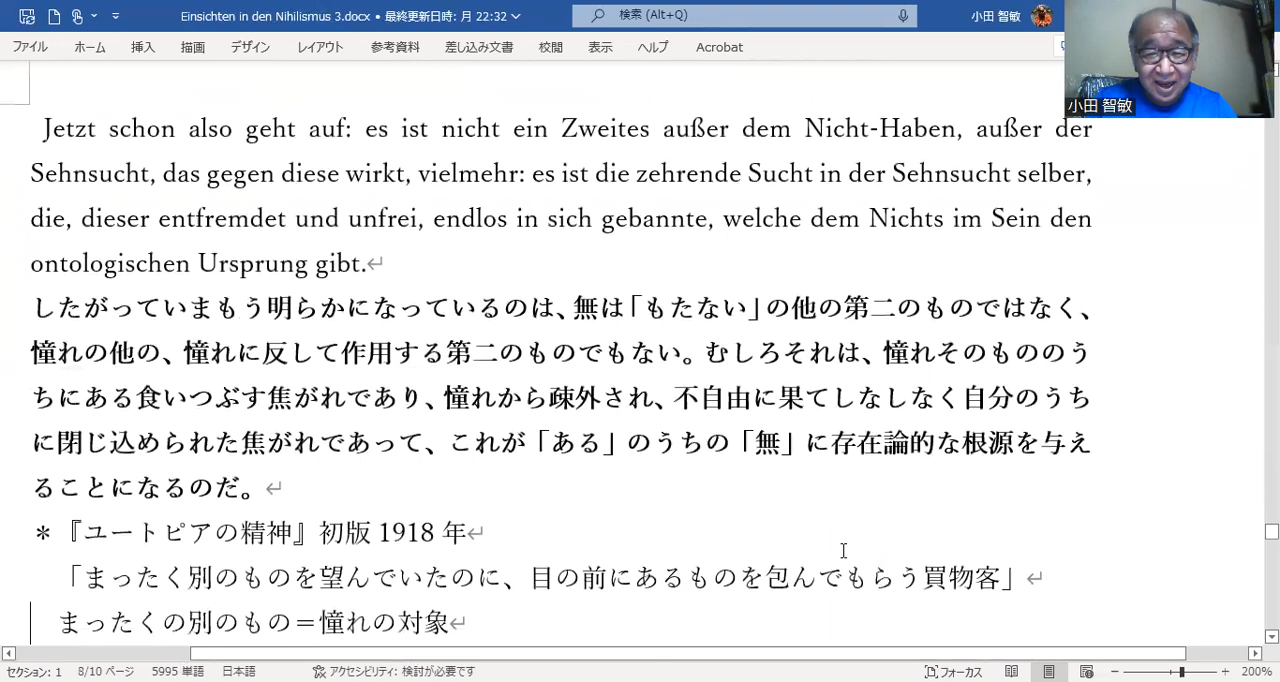 Einsichten in den Nihilismus 3.docx • 最終更新日時: 月 22:32
検索 (Alt+Q)
小田 智敏
ファイル ホーム 挿入 描画 デザイン レイアウト 参考資料 差し込み文書 校閲 表示 ヘルプ Acrobat
小田 智敏
Jetzt schon also geht auf: es ist nicht ein Zweites außer dem Nicht-Haben, außer der
Sehnsucht, das gegen diese wirkt, vielmehr: es ist die zehrende Sucht in der Sehnsucht selber,
die, dieser entfremdet und unfrei, endlos in sich gebannte, welche dem Nichts im Sein den
ontologischen Ursprung gibt.↵
したがっていまもう明らかになっているのは、無は「もたない」の他の第二のものではなく、
憧れの他の、憧れに反して作用する第二のものでもない。むしろそれは、憧れそのもののう
ちにある食いつぶす焦がれであり、憧れから疎外され、不自由に果てしなしなく自分のうち
に閉じ込められた焦がれであって、これが「ある」のうちの「無」に存在論的な根源を与え
ることになるのだ。↵
＊『ユートピアの精神』初版 1918 年↵
「まったく別のものを望んでいたのに、目の前にあるものを包んでもらう買物客」↵
まったくの別のもの＝憧れの対象↵
セクション: 1 8/10 ページ 5995 単語 日本語 アクセシビリティ: 検討が必要です フォーカス 200%